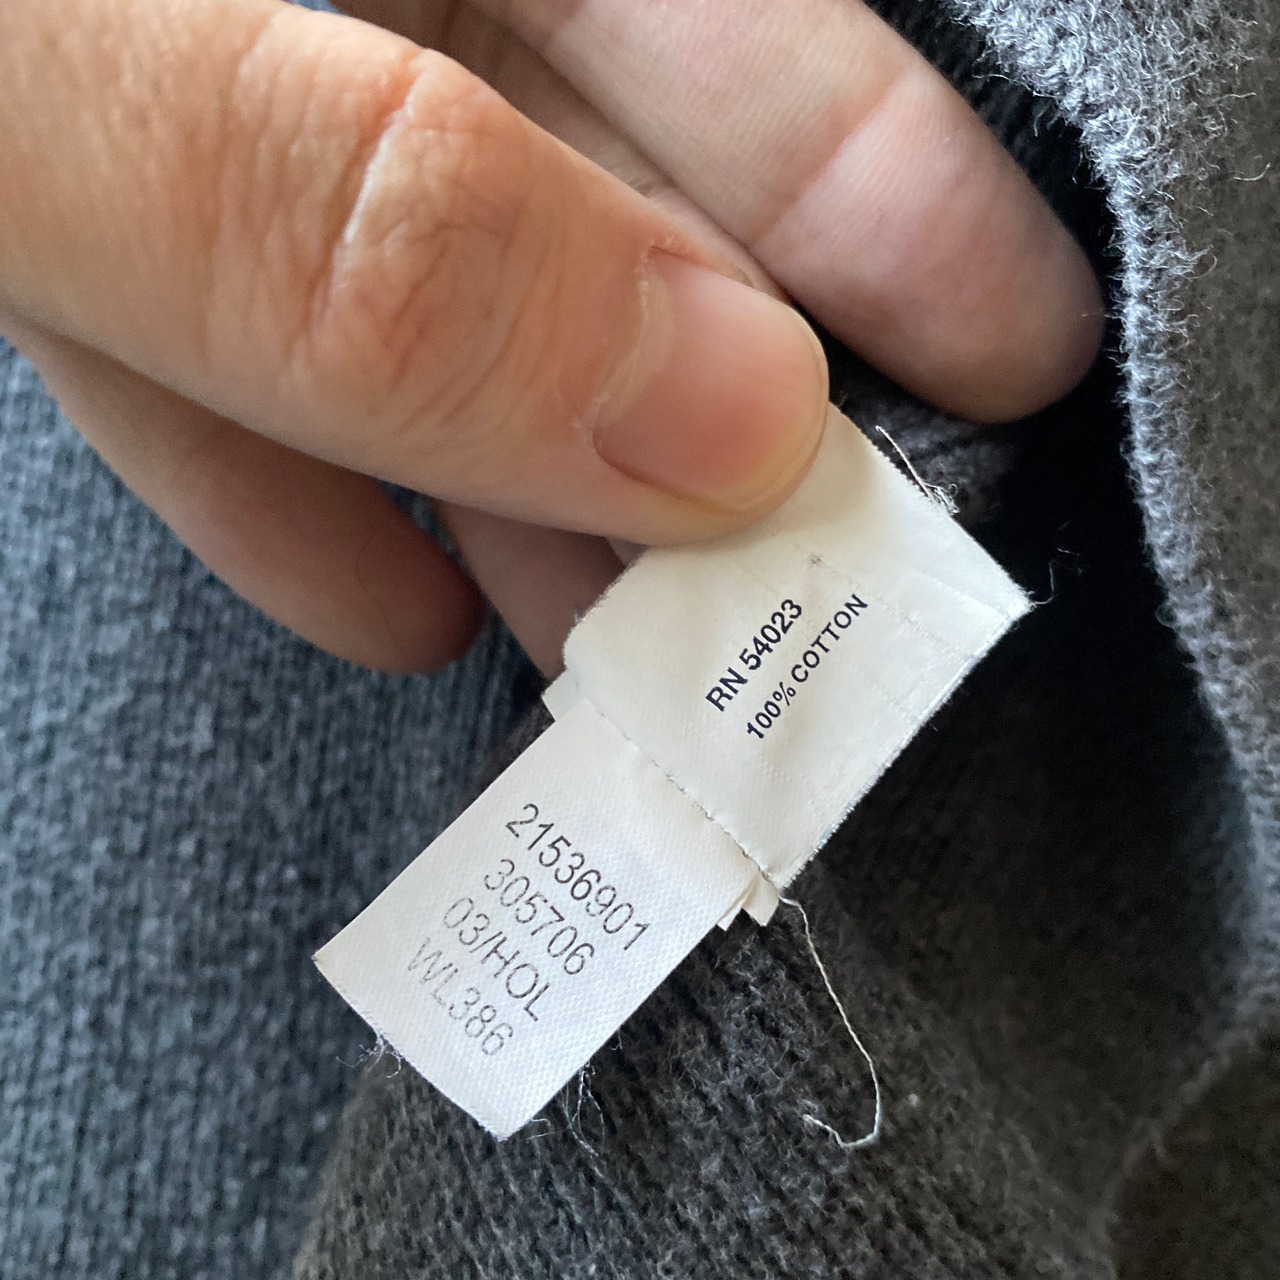 RN 54023
100% COTTON
21536901
305706
03/HOL
WL386